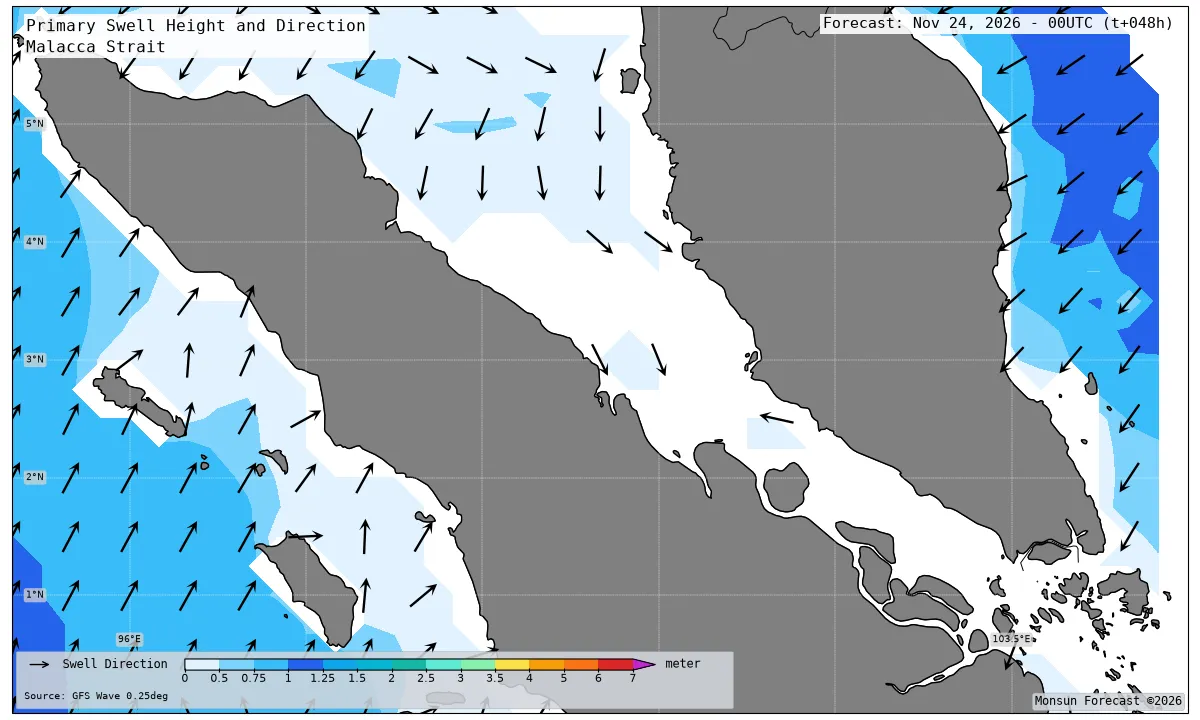 Primary Swell Height and Direction
Malacca Strait
Forecast: Nov 24, 2026 - 00UTC (t+048h)
5°N
4°N
3°N
2°N
1°N
96°E
103.5°E
Swell Direction
meter
0 0.5 0.75 1 1.25 1.5 2 2.5 3 3.5 4 5 6 7
Source: GFS Wave 0.25deg
Monsun Forecast ©2026